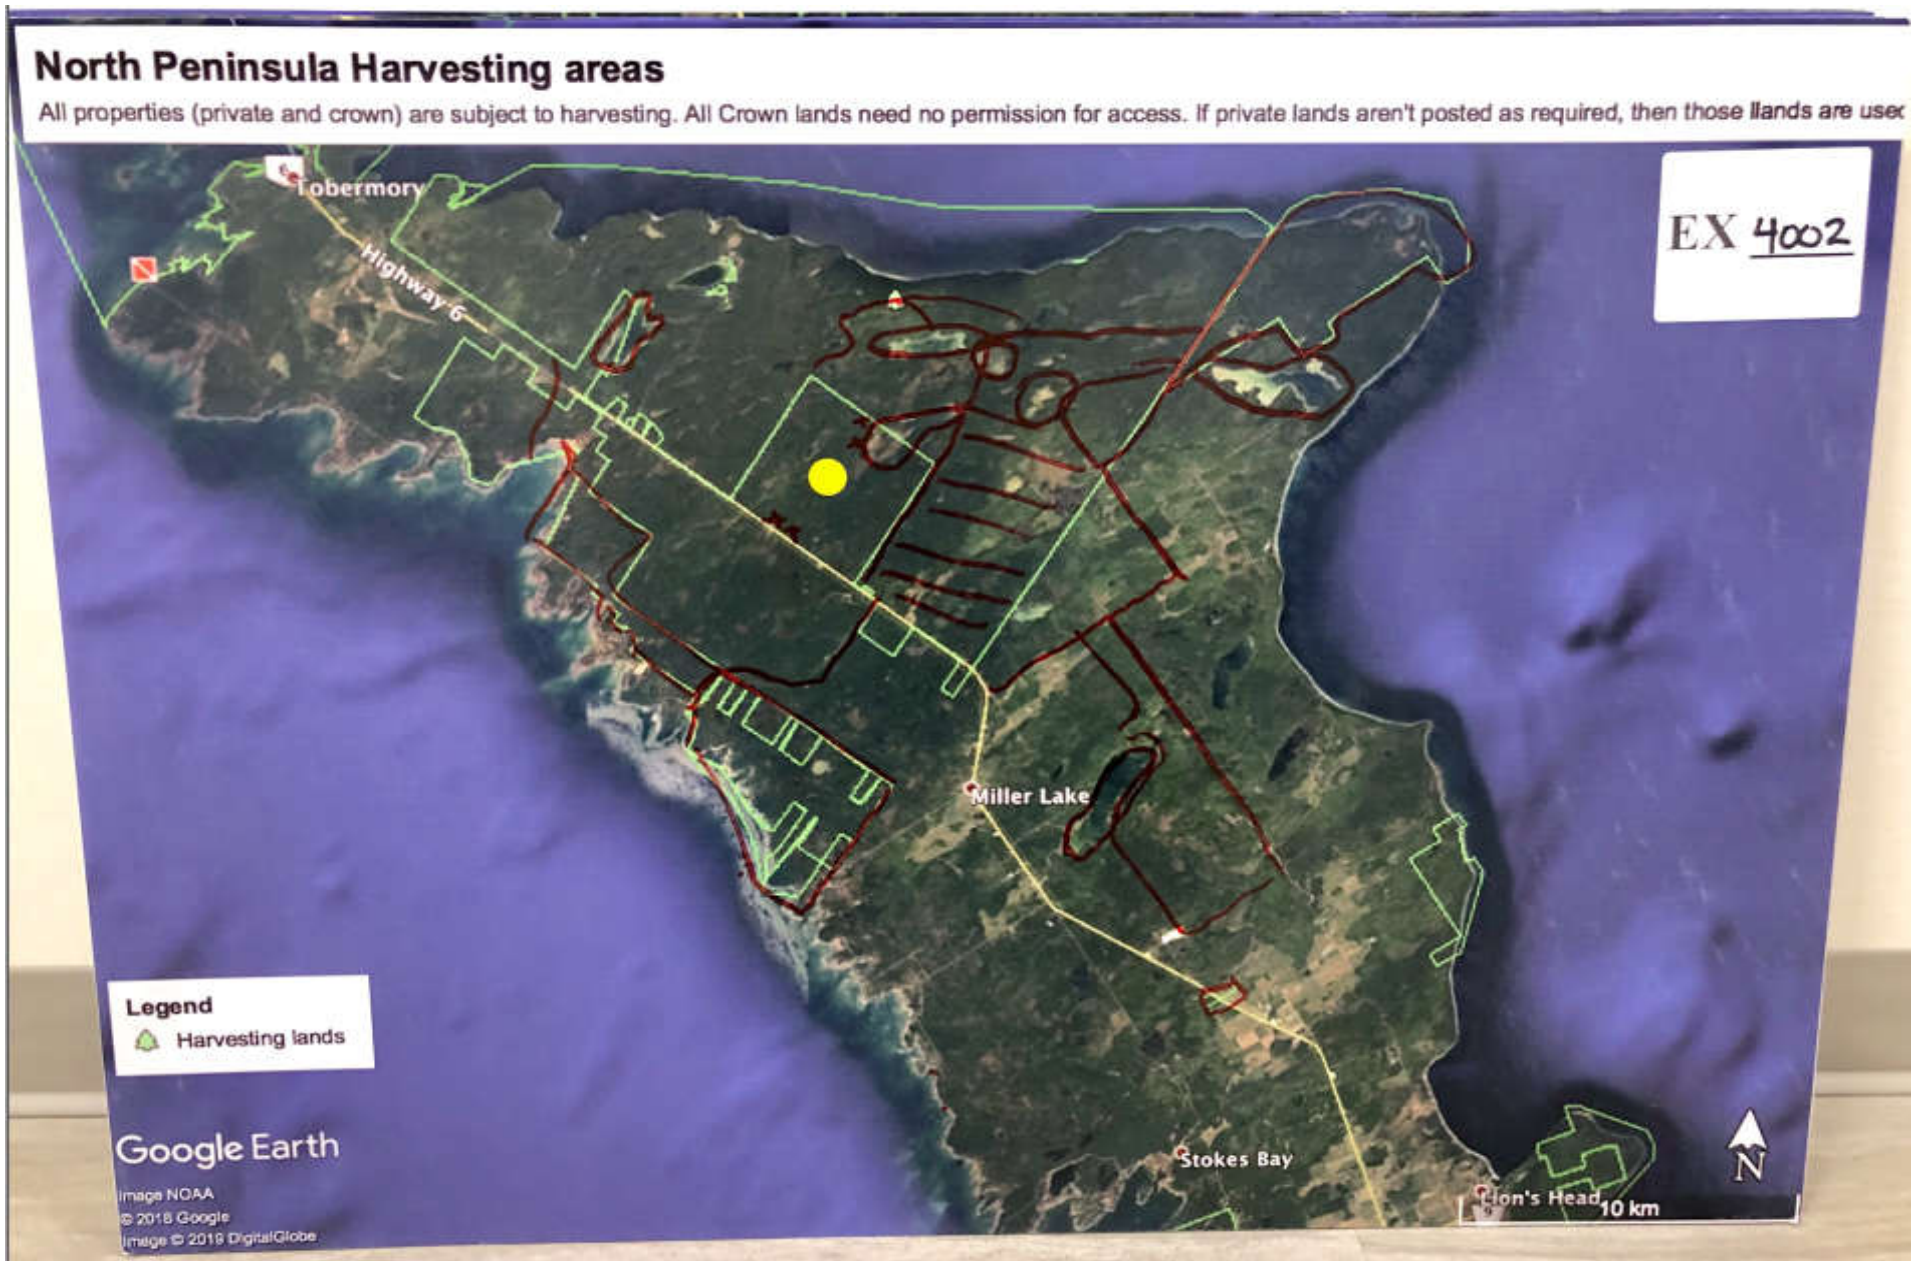 North Peninsula Harvesting areas
All properties (private and crown) are subject to harvesting. All Crown lands need no permission for access. If private lands aren't posted as required, then those llands are used
EX 4002
6
Tobermory
Highway 6
Miller Lake
Legend
Harvesting lands
Stokes Bay
N
Lion's Head
9
10 km
Google Earth
Image NOAA
© 2018 Google
Image © 2019 DigitalGlobe